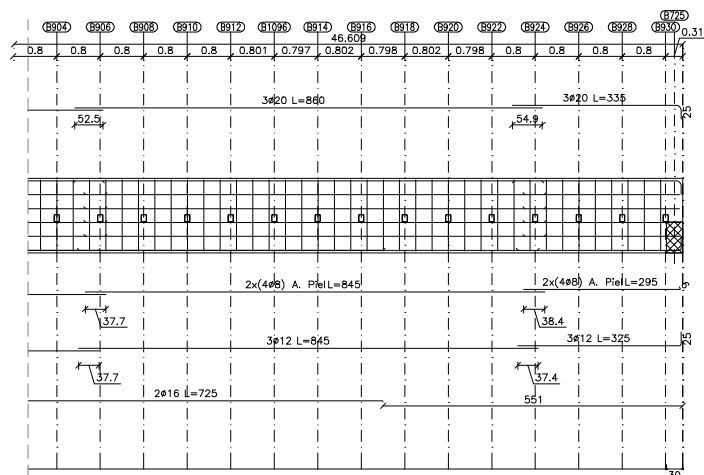 B725
B904 B906 B908 B910 B912 B1096 B914 B916 B918 B920 B922 B924 B926 B928 B930
46.609 0.31
0.8 0.8 0.8 0.8 0.8 0.801 0.797 0.802 0.798 0.802 0.798 0.8 0.8 0.8 0.8
3ø20 L=860 3ø20 L=335
52.5 54.9 25
2x(4ø8) A. Piel L=845 2x(4ø8) A. Piel L=295 9
37.7 38.4
3ø12 L=845 3ø12 L=325 25
37.7 37.4
2ø16 L=725 551
30